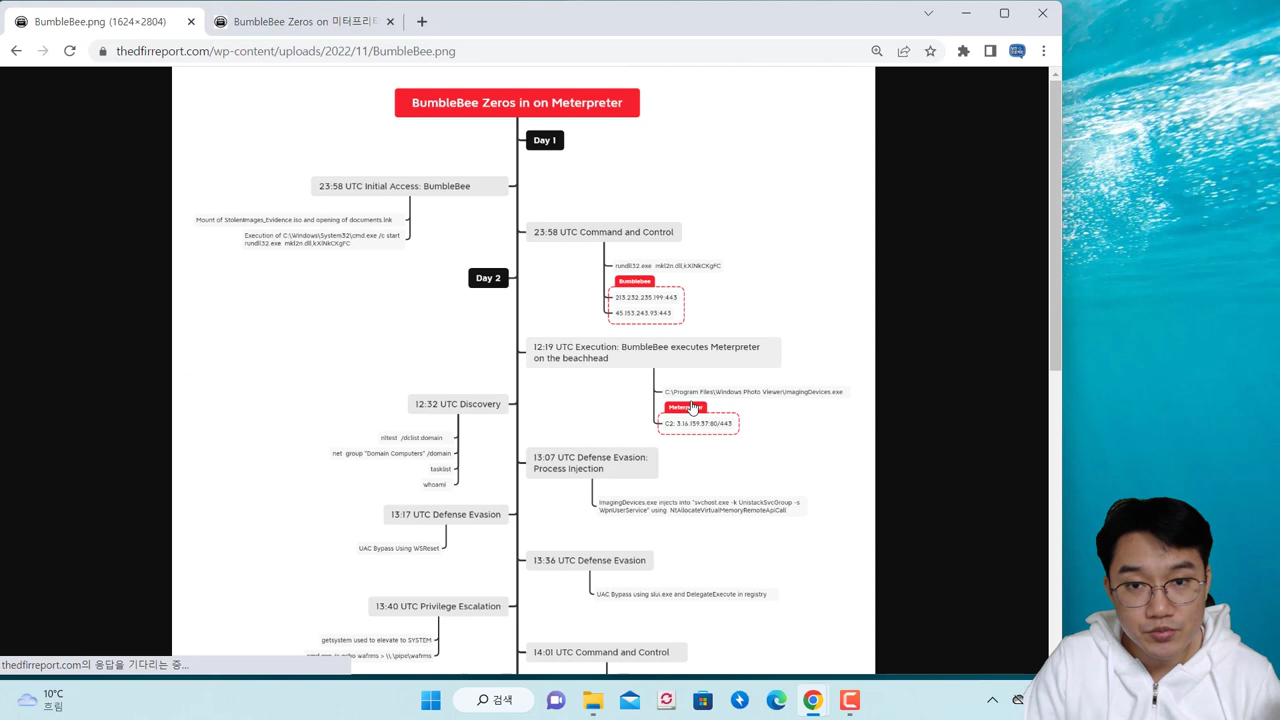 BumbleBee.png (1624×2804)
BumbleBee Zeros on 미터프리트
thedfirreport.com/wp-content/uploads/2022/11/BumbleBee.png
BumbleBee Zeros in on Meterpreter
Day 1
23:58 UTC Initial Access: BumbleBee
Mount of StolenImages_Evidence.iso and opening of documents.lnk
Execution of C:\Windows\System32\cmd.exe /c start
rundll32.exe mkl2n.dll,kXlNkCKgFC
23:58 UTC Command and Control
rundll32.exe mkl2n.dll,kXlNkCKgFC
Bumblebee
213.232.235.199:443
45.153.243.93:443
Day 2
12:19 UTC Execution: BumbleBee executes Meterpreter
on the beachhead
C:\Program Files\Windows Photo Viewer\ImagingDevices.exe
C2: 3.16.159.37:80/443
12:32 UTC Discovery
nltest /dclist:domain
net group "Domain Computers" /domain
tasklist
whoami
13:07 UTC Defense Evasion:
Process Injection
ImagingDevices.exe injects into "svchost.exe -k UnistackSvcGroup -s
WpnUserService" using NtAllocateVirtualMemoryRemoteApiCall
13:17 UTC Defense Evasion
UAC Bypass Using WSReset
13:36 UTC Defense Evasion
UAC Bypass using slui.exe and DelegateExecute in registry
13:40 UTC Privilege Escalation
getsystem used to elevate to SYSTEM
14:01 UTC Command and Control
thedfirreport.com의 응답을 기다리는 중...
10°C
흐림
검색